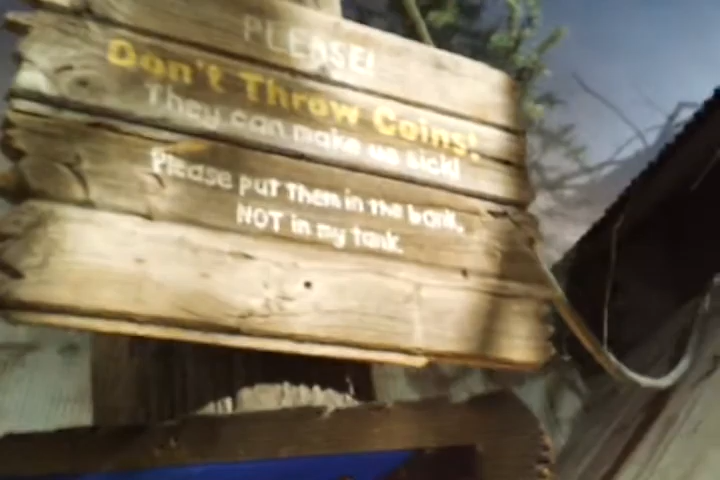 PLEASE!
Don't Throw Coins!
They can make us sick!
Please put them in the bank,
NOT in my tank.